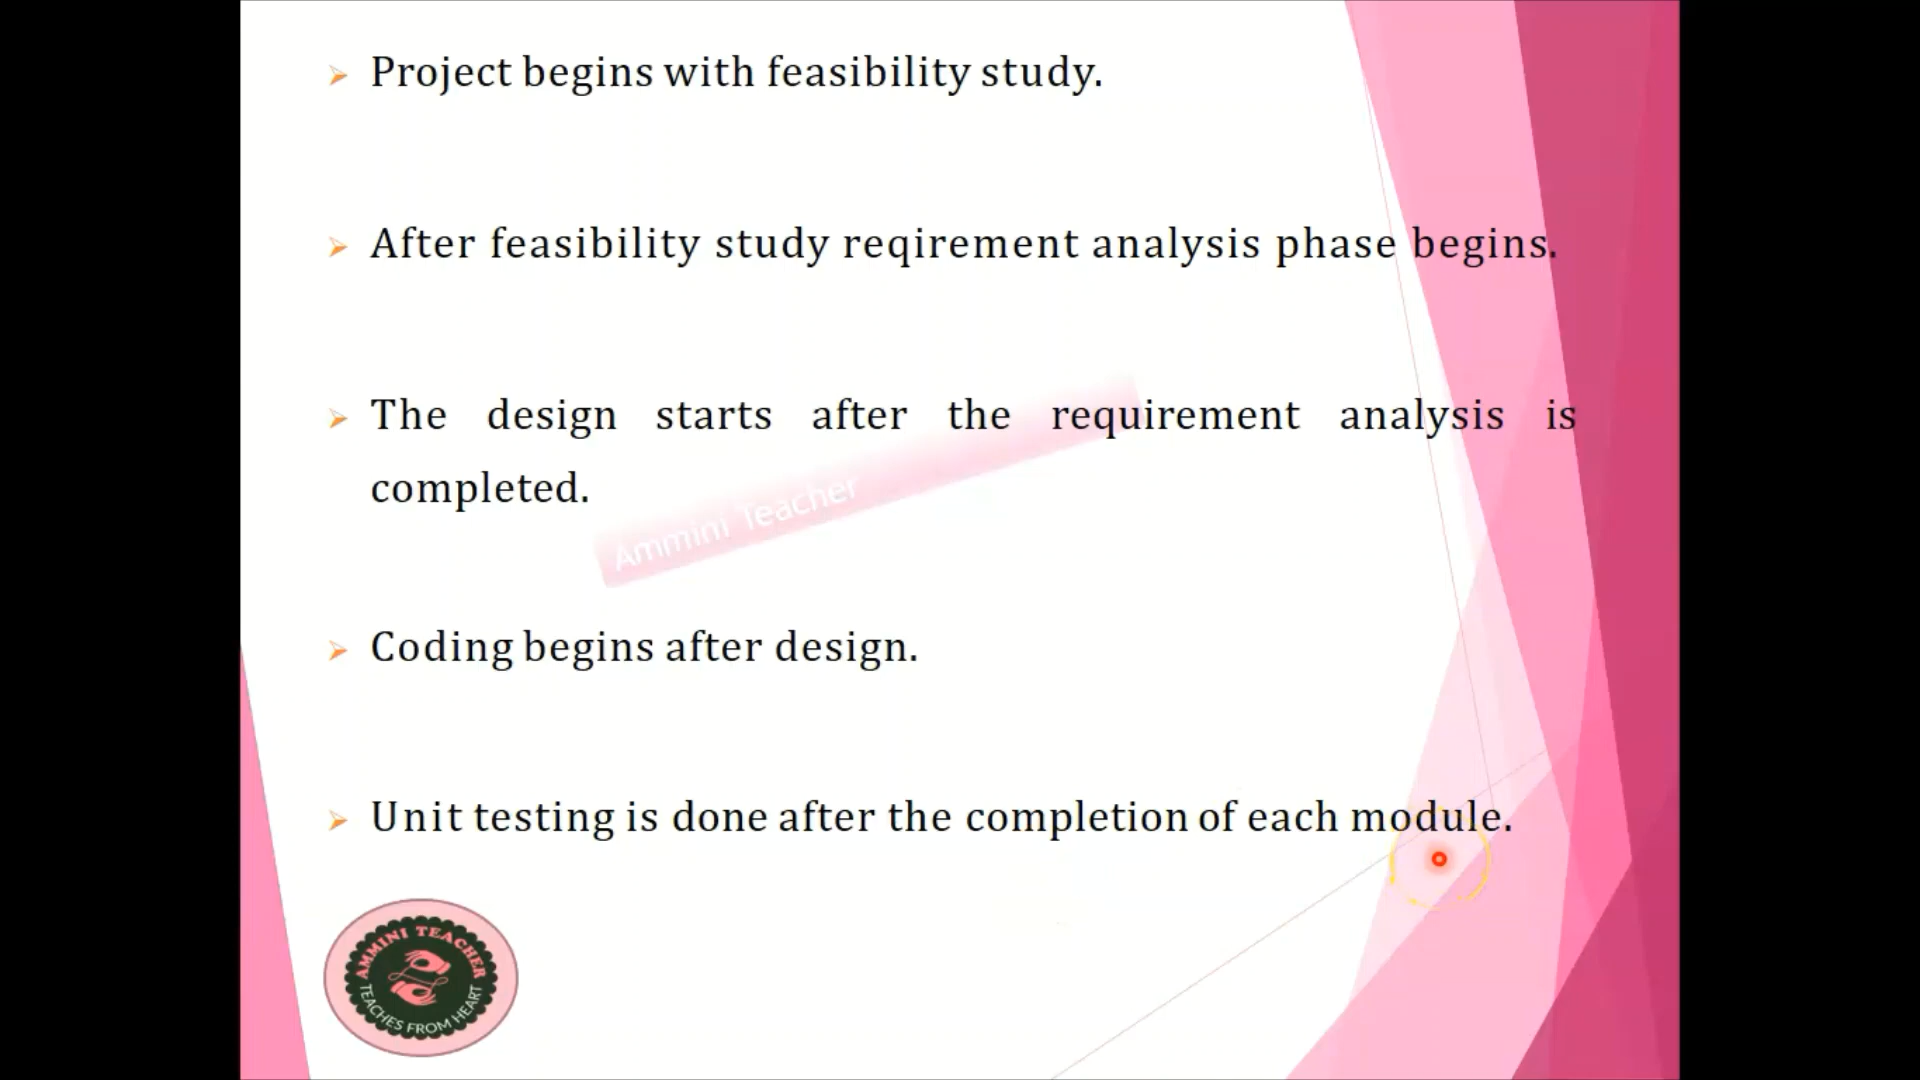 Project begins with feasibility study.
After feasibility study reqirement analysis phase begins.
The design starts after the requirement analysis is
completed.
Ammini Teacher
Coding begins after design.
Unit testing is done after the completion of each module.
AMMINI TEACHER
TEACHES FROM HEART